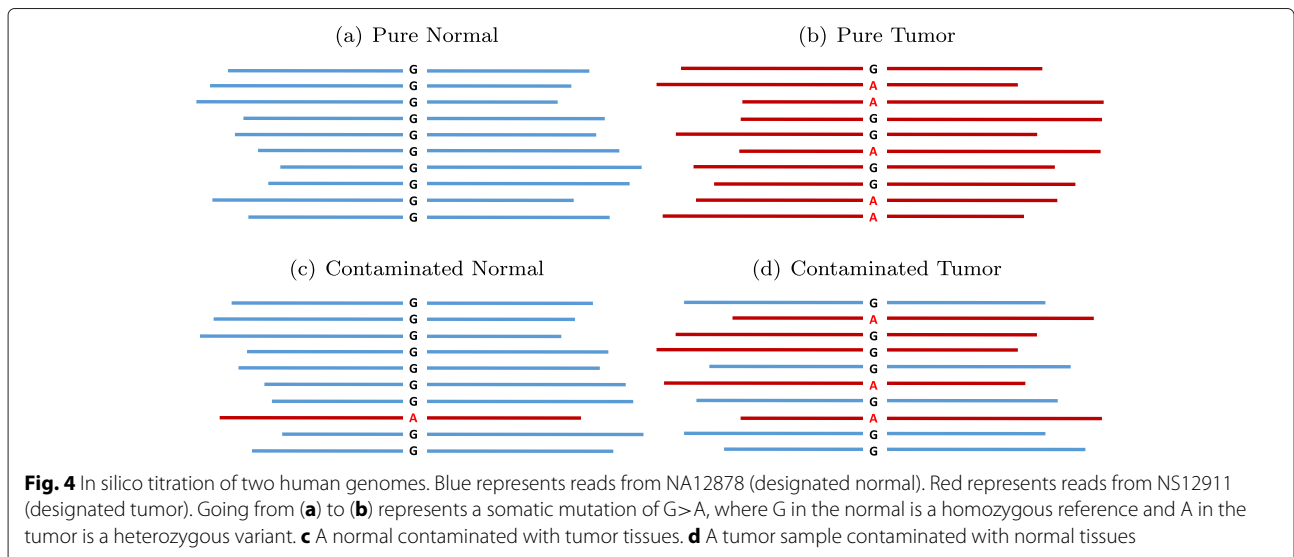 (a) Pure Normal
(b) Pure Tumor
G
G
G
G
G
G
G
G
G
G
G
A
A
G
G
A
G
G
A
A
(c) Contaminated Normal
(d) Contaminated Tumor
G
G
G
G
G
G
G
A
G
G
G
A
G
G
G
A
G
A
G
G
Fig. 4 In silico titration of two human genomes. Blue represents reads from NA12878 (designated normal). Red represents reads from NS12911
(designated tumor). Going from (a) to (b) represents a somatic mutation of G>A, where G in the normal is a homozygous reference and A in the
tumor is a heterozygous variant. c A normal contaminated with tumor tissues. d A tumor sample contaminated with normal tissues